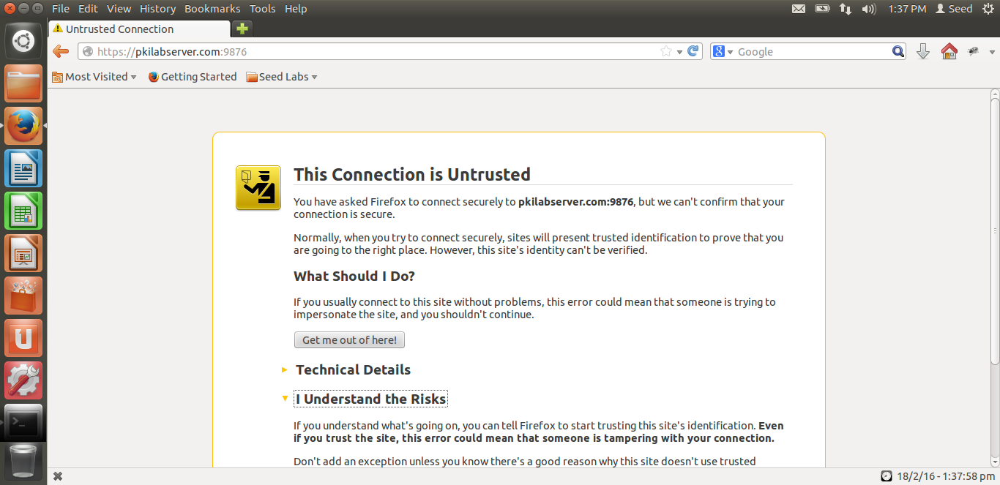 File Edit View History Bookmarks Tools Help 1:37 PM Seed
Untrusted Connection
https://pkilabserver.com:9876 Google
Most Visited Getting Started Seed Labs
This Connection is Untrusted
You have asked Firefox to connect securely to pkilabserver.com:9876, but we can't confirm that your
connection is secure.
Normally, when you try to connect securely, sites will present trusted identification to prove that you
are going to the right place. However, this site's identity can't be verified.
What Should I Do?
If you usually connect to this site without problems, this error could mean that someone is trying to
impersonate the site, and you shouldn't continue.
Get me out of here!
Technical Details
I Understand the Risks
If you understand what's going on, you can tell Firefox to start trusting this site's identification. Even
if you trust the site, this error could mean that someone is tampering with your connection.
Don't add an exception unless you know there's a good reason why this site doesn't use trusted
18/2/16 - 1:37:58 pm